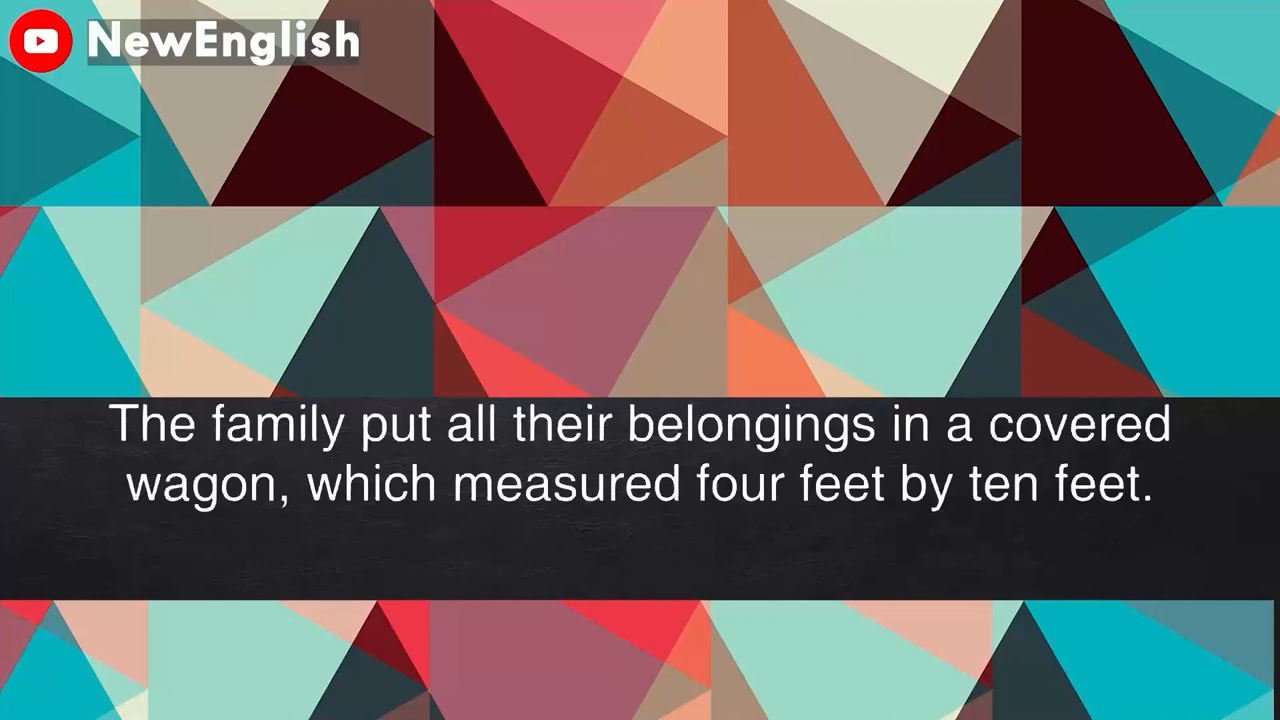 NewEnglish
The family put all their belongings in a covered
wagon, which measured four feet by ten feet.